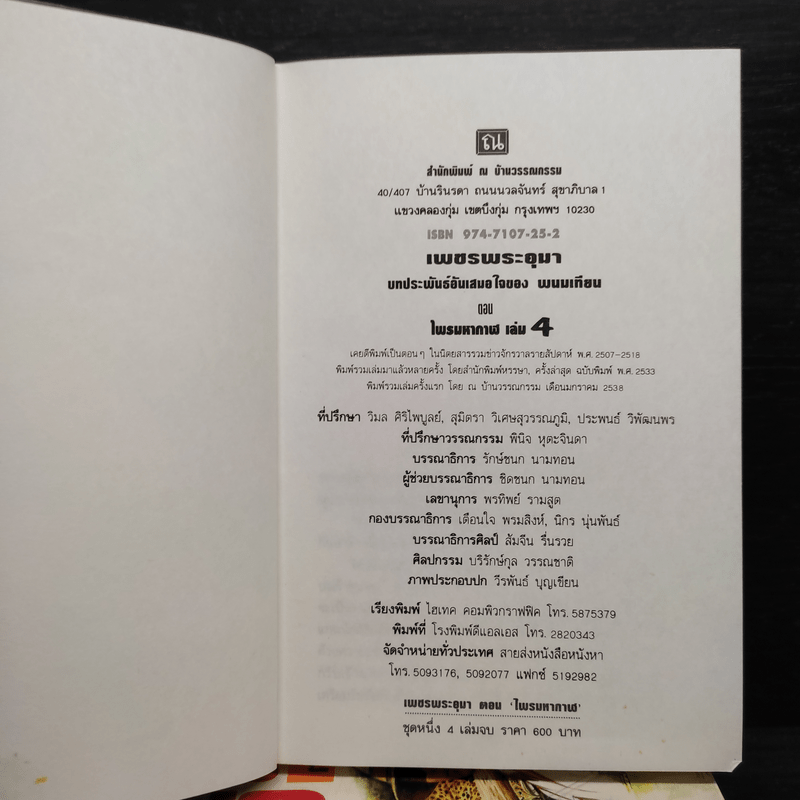 ณ
สำนักพิมพ์ ณ บ้านวรรณกรรม
40/407 บ้านรินรดา ถนนนวลจันทร์ สุขาภิบาล 1
แขวงคลองกุ่ม เขตบึงกุ่ม กรุงเทพฯ 10230
ISBN 974-7107-25-2
เพชรพระอุมา
บทประพันธ์อันเสมอใจของ พนมเทียน
ตอน
ไพรมหากาฬ เล่ม 4
เคยตีพิมพ์เป็นตอนๆ ในนิตยสารรวมข่าวจักรวาลรายสัปดาห์ พ.ศ. 2507-2518
พิมพ์รวมเล่มมาแล้วหลายครั้ง โดยสำนักพิมพ์หรรษา, ครั้งล่าสุด ฉบับพิมพ์ พ.ศ. 2533
พิมพ์รวมเล่มครั้งแรก โดย ณ บ้านวรรณกรรม เดือนมกราคม 2538
ที่ปรึกษา วิมล ศิริไพบูลย์, สุมิตรา วิเศษสุวรรณภูมิ, ประพนธ์ วิพัฒนพร
ที่ปรึกษาวรรณกรรม พินิจ หุตะจินดา
บรรณาธิการ รักษ์ชนก นามทอน
ผู้ช่วยบรรณาธิการ ชิดชนก นามทอน
เลขานุการ พรทิพย์ รามสูต
กองบรรณาธิการ เตือนใจ พรมสิงห์, นิกร นุ่นพันธ์
บรรณาธิการศิลป์ สัมจีน รื่นรวย
ศิลปกรรม บริรักษ์กุล วรรณชาติ
ภาพประกอบปก วีรพันธ์ บุญเขียน
เรียงพิมพ์ ไฮเทค คอมพิวกราฟฟิค โทร. 5875379
พิมพ์ที่ โรงพิมพ์ดีแอลเอส โทร. 2820343
จัดจำหน่ายทั่วประเทศ สายส่งหนังสือหนังหา
โทร. 5093176, 5092077 แฟกซ์ 5192982
เพชรพระอุมา ตอน 'ไพรมหากาฬ'
ชุดหนึ่ง 4 เล่มจบ ราคา 600 บาท